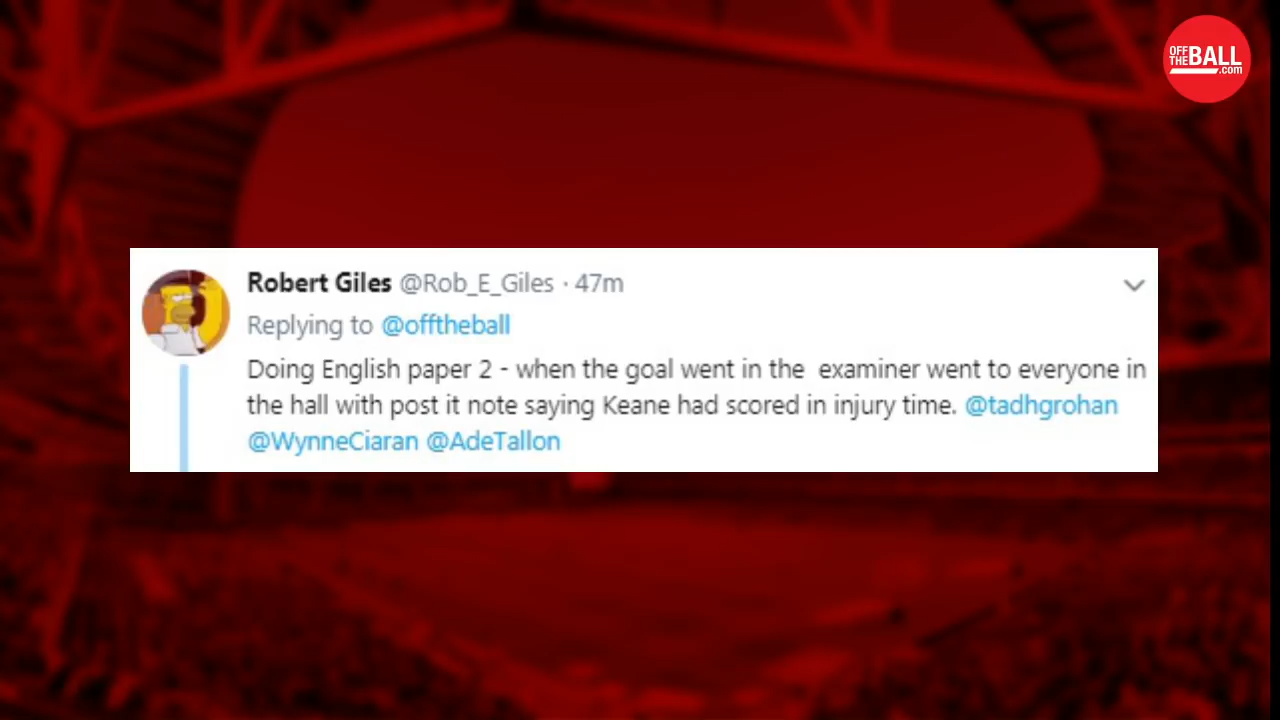 OFF
THE BALL
.com
Robert Giles @Rob_E_Giles · 47m
Replying to @offtheball
Doing English paper 2 - when the goal went in the  examiner went to everyone in
the hall with post it note saying Keane had scored in injury time. @tadhgrohan
@WynneCiaran @AdeTallon